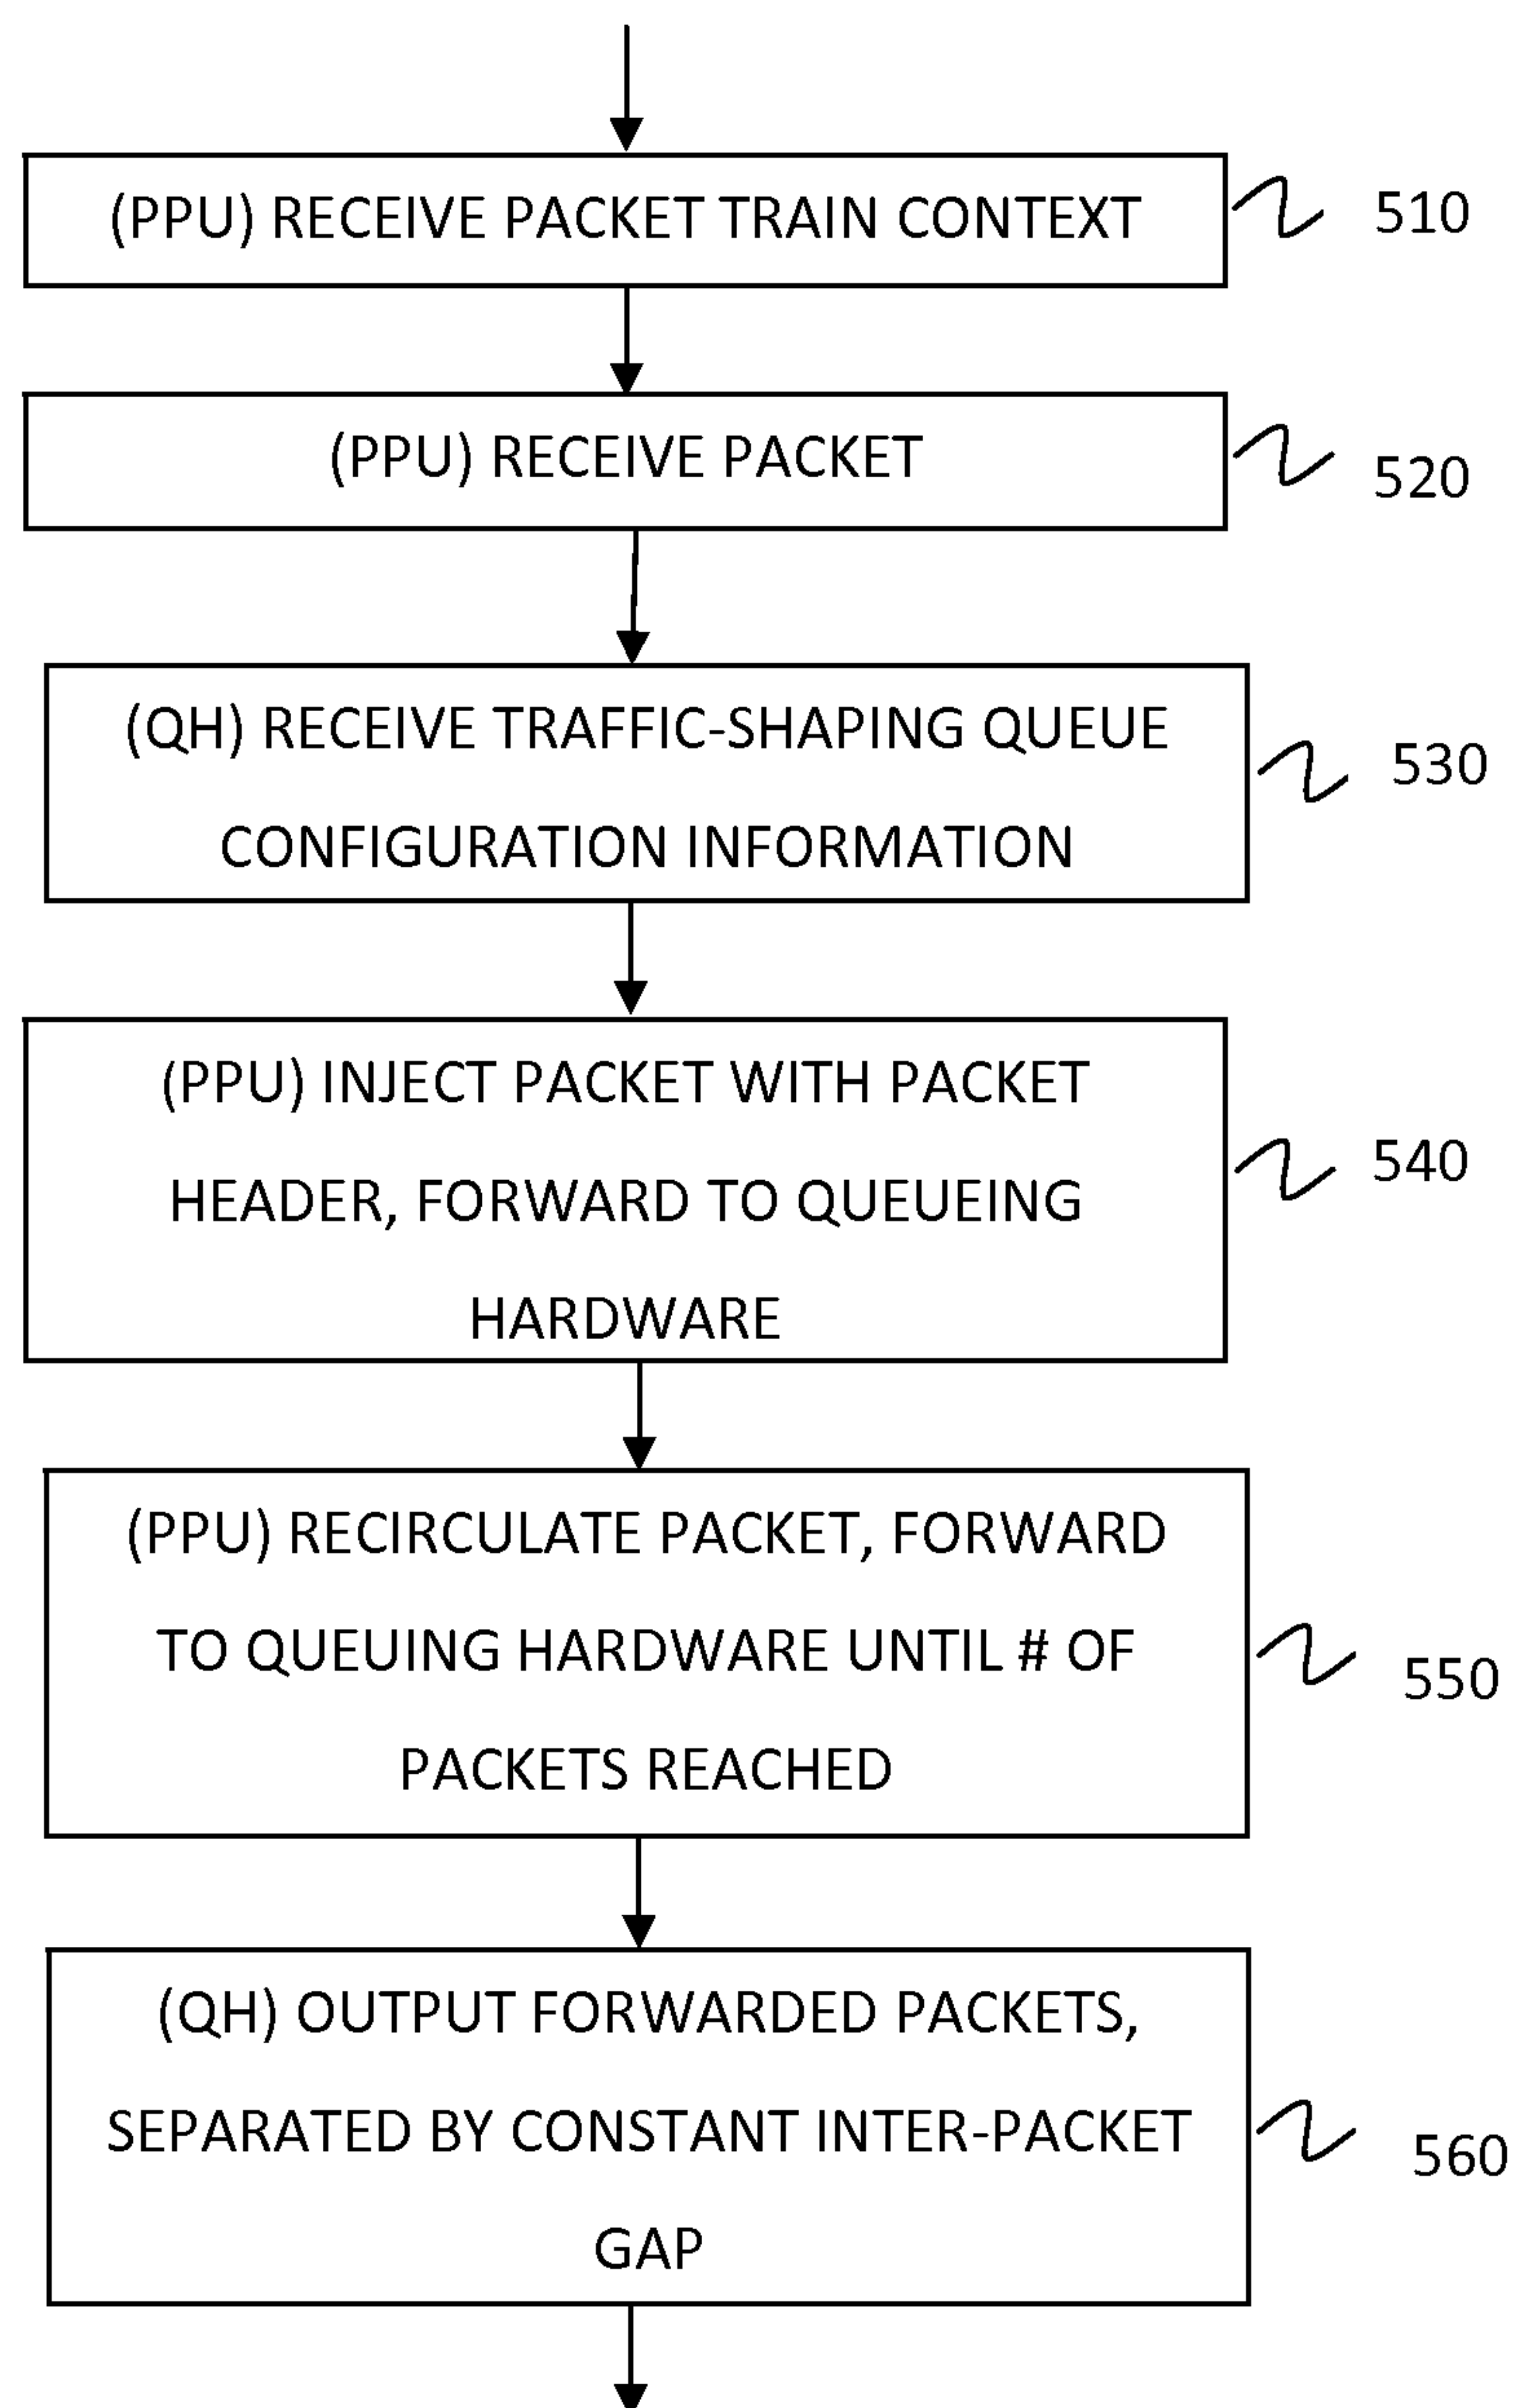 (PPU) RECEIVE PACKET TRAIN CONTEXT
510
(PPU) RECEIVE PACKET
520
(QH) RECEIVE TRAFFIC-SHAPING QUEUE
CONFIGURATION INFORMATION
530
(PPU) INJECT PACKET WITH PACKET
HEADER, FORWARD TO QUEUEING
HARDWARE
540
(PPU) RECIRCULATE PACKET, FORWARD
TO QUEUING HARDWARE UNTIL # OF
PACKETS REACHED
550
(QH) OUTPUT FORWARDED PACKETS,
SEPARATED BY CONSTANT INTER-PACKET
GAP
560